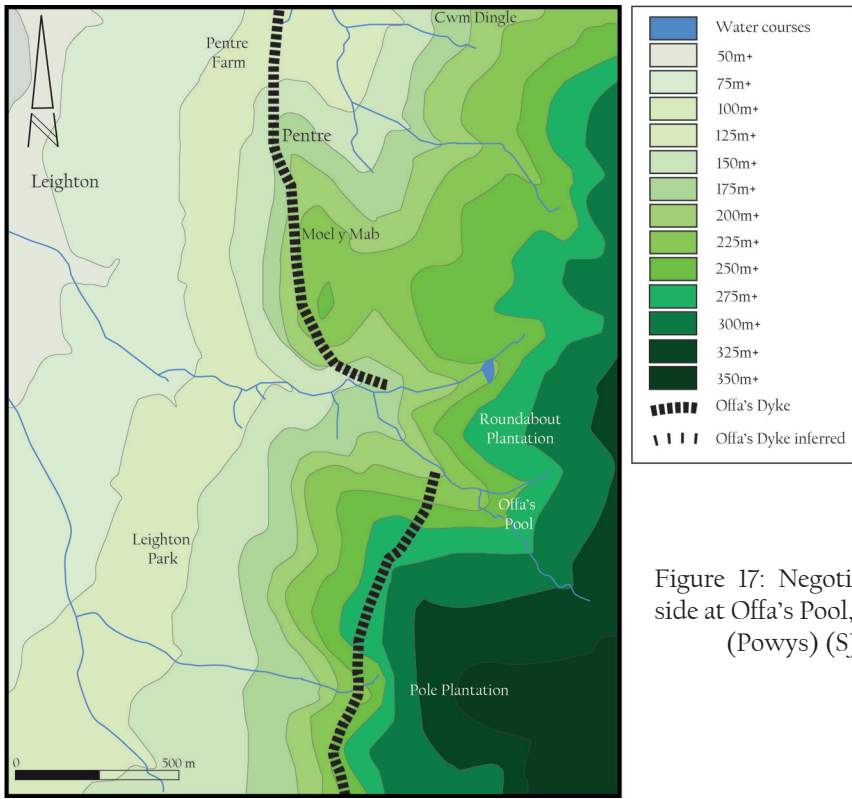 Cwm Dingle
Pentre
Farm
N
Pentre
Leighton
Moel y Mab
Roundabout
Plantation
Offa's
Pool
Leighton
Park
Pole Plantation
0
500 m
Water courses
50m+
75m+
100m+
125m+
150m+
175m+
200m+
225m+
250m+
275m+
300m+
325m+
350m+
Offa's Dyke
Offa's Dyke inferred
Figure 17: Negoti
side at Offa's Pool,
(Powys) (SJ